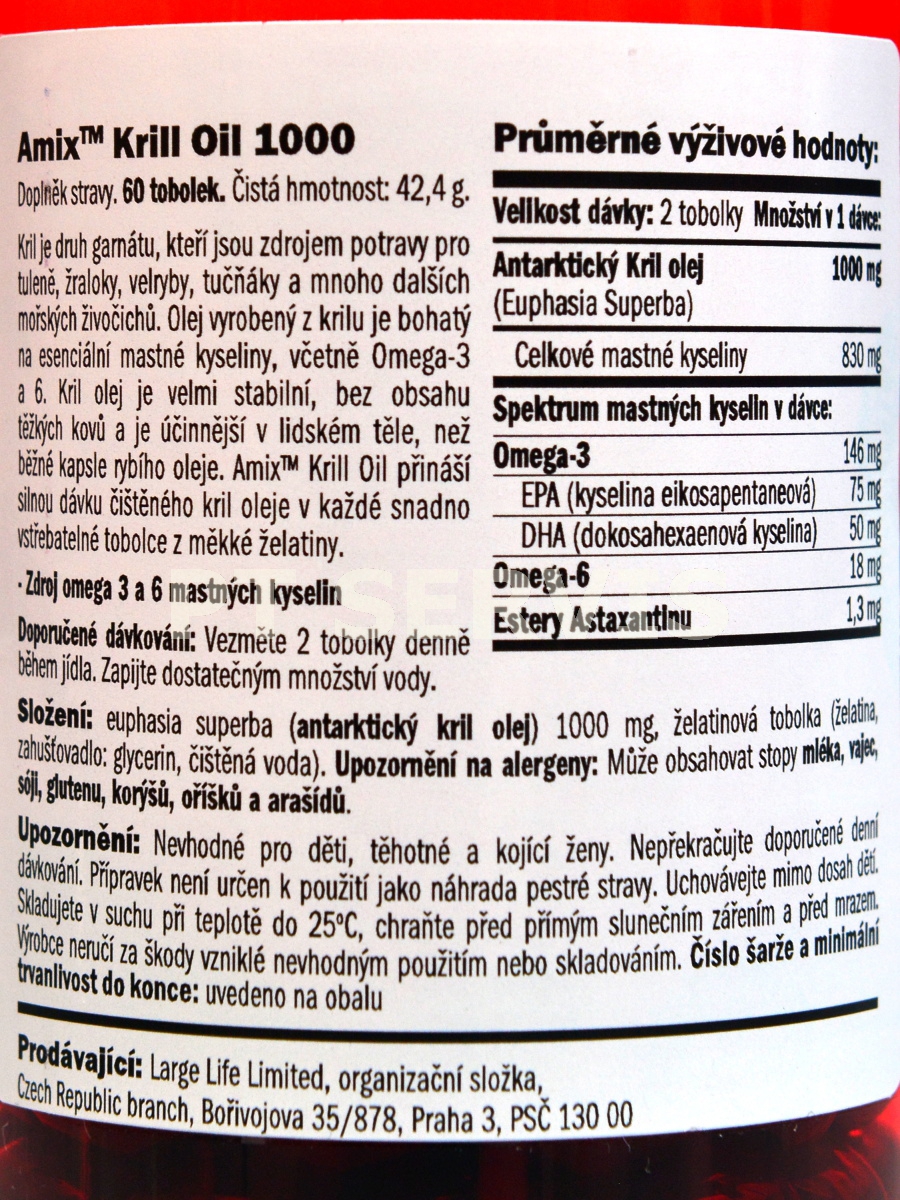 Amix™ Krill Oil 1000
Doplněk stravy. 60 tobolek. Čistá hmotnost: 42,4 g.
Kril je druh garnátu, kteří jsou zdrojem potravy pro
tuleně, žraloky, velryby, tučňáky a mnoho dalších
mořských živočichů. Olej vyrobený z krilu je bohatý
na esenciální mastné kyseliny, včetně Omega-3
a 6. Kril olej je velmi stabilní, bez obsahu
těžkých kovů a je účinnější v lidském těle, než
běžné kapsle rybího oleje. Amix™ Krill Oil přináší
silnou dávku čištěného kril oleje v každé snadno
vstřebatelné tobolce z měkké želatiny.
· Zdroj omega 3 a 6 mastných kyselin
Doporučené dávkování: Vezměte 2 tobolky denně
během jídla. Zapijte dostatečným množství vody.
Průměrné výživové hodnoty:
Velikost dávky: 2 tobolky Množství v 1 dávce:
Antarktický Kril olej 1000 mg
(Euphasia Superba)
Celkové mastné kyseliny 830 mg
Spektrum mastných kyselin v dávce:
Omega-3 146 mg
EPA (kyselina eikosapentaneová) 75 mg
DHA (dokosahexaenová kyselina) 50 mg
Omega-6 18 mg
Estery Astaxantinu 1,3 mg
Složení: euphasia superba (antarktický kril olej) 1000 mg, želatinová tobolka (želatina,
zahušťovadlo: glycerin, čištěná voda). Upozornění na alergeny: Může obsahovat stopy mléka, vajec,
sóji, glutenu, korýšů, oříšků a arašídů.
Upozornění: Nevhodné pro děti, těhotné a kojící ženy. Nepřekračujte doporučené denní
dávkování. Přípravek není určen k použití jako náhrada pestré stravy. Uchovávejte mimo dosah dětí.
Skladujete v suchu při teplotě do 25ºC, chraňte před přímým slunečním zářením a před mrazem.
Výrobce neručí za škody vzniklé nevhodným použitím nebo skladováním. Číslo šarže a minimální
trvanlivost do konce: uvedeno na obalu
Prodávající: Large Life Limited, organizační složka,
Czech Republic branch, Bořivojova 35/878, Praha 3, PSČ 130 00